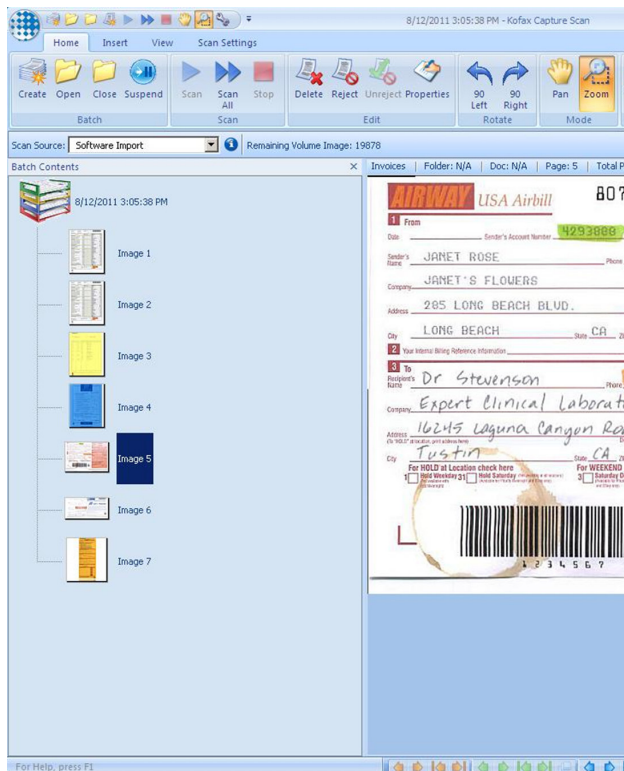 8/12/2011 3:05:38 PM - Kofax Capture Scan
Home Insert View Scan Settings
Create Open Close Suspend Scan Scan All Stop Delete Reject Unreject Properties 90 Left 90 Right Pan Zoom
Batch Scan Edit Rotate Mode
Scan Source: Software Import Remaining Volume Image: 19878
Batch Contents
Invoices | Folder: N/A | Doc: N/A | Page: 5 | Total P
8/12/2011 3:05:38 PM
Image 1
Image 2
Image 3
Image 4
Image 5
Image 6
Image 7
AIRWAY USA Airbill 807
1 From
Date Sender's Account Number 4293888
Sender's Name JANET ROSE Phone
Company JANET'S FLOWERS
Address 285 LONG BEACH BLVD.
City LONG BEACH State CA
2 Your Internal Billing Reference Information
3 To
Recipient's Name Dr Stevenson Phone
Company Expert Clinical Laborat
Address 16245 Laguna Canyon Roa
City Tustin State CA
For HOLD at Location check here For WEEKEND
1 Hold Weekday 31 Hold Saturday 3 Saturday D
1 2 3 4 5 6 7
For Help, press F1